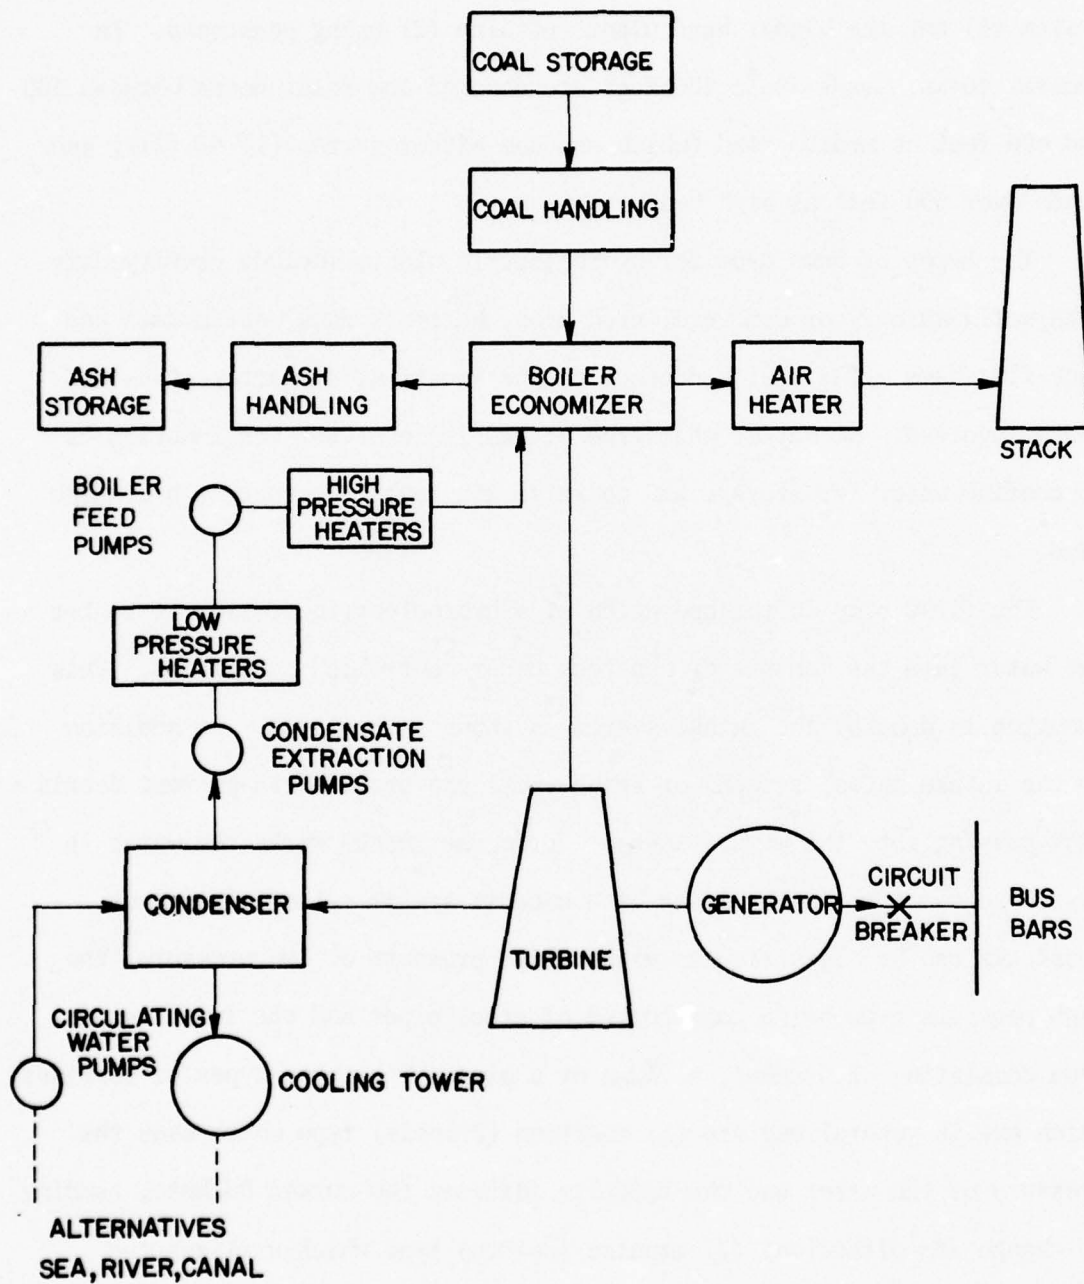 COAL STORAGE
COAL HANDLING
ASH
STORAGE
ASH
HANDLING
BOILER
ECONOMIZER
AIR
HEATER
STACK
BOILER
FEED
PUMPS
HIGH
PRESSURE
HEATERS
LOW
PRESSURE
HEATERS
CONDENSATE
EXTRACTION
PUMPS
CONDENSER
TURBINE
GENERATOR
CIRCUIT
BREAKER
BUS
BARS
CIRCULATING
WATER
PUMPS
COOLING TOWER
ALTERNATIVES
SEA, RIVER, CANAL